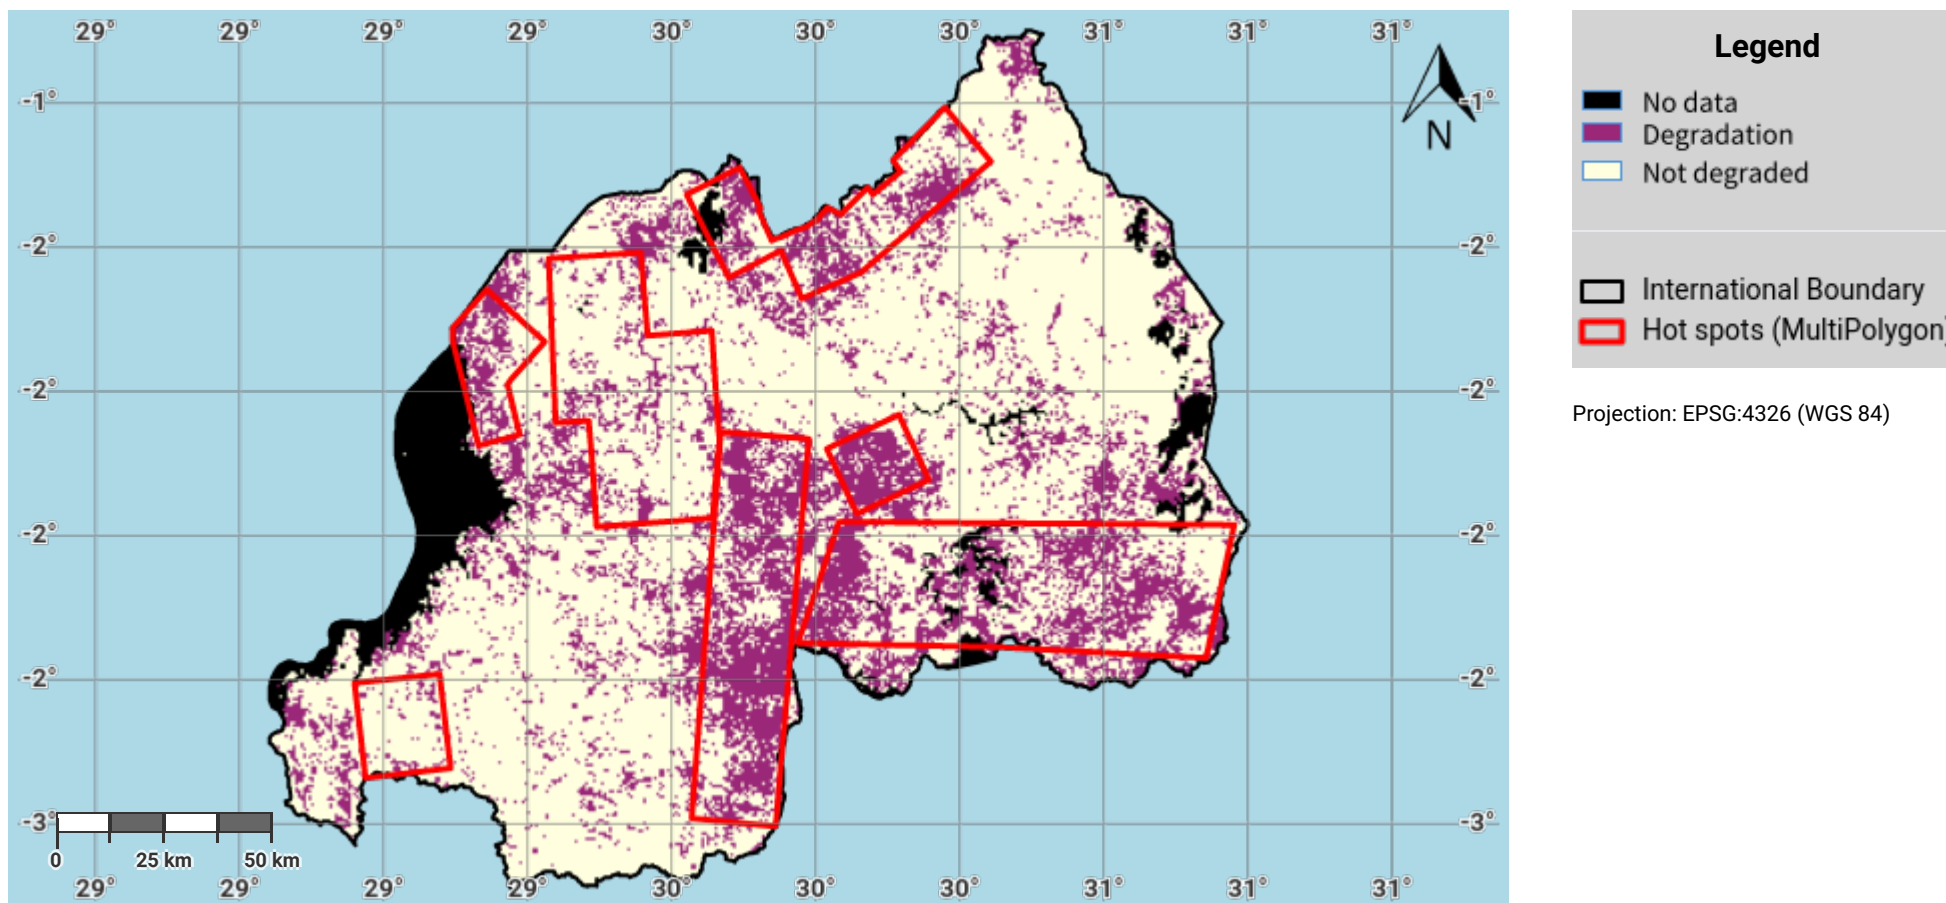 29° 29° 29° 29° 30° 30° 30° 31° 31° 31°
Legend
No data
Degradation
Not degraded
International Boundary
Hot spots (MultiPolygon)
Projection: EPSG:4326 (WGS 84)
N
-1° -1°
-2° -2°
-2° -2°
-2° -2°
-2° -2°
-3° -3°
0 25 km 50 km
29° 29° 29° 29° 30° 30° 30° 31° 31° 31°